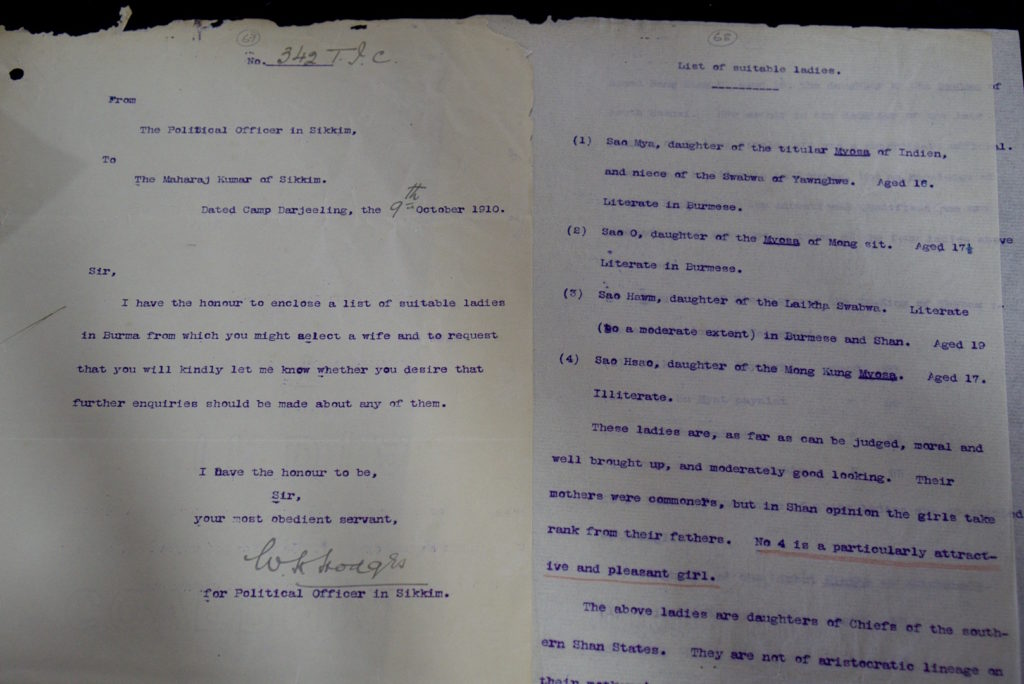 67
No. 342 T.I.C.
From
The Political Officer in Sikkim,
To
The Maharaj Kumar of Sikkim.
Dated Camp Darjeeling, the 9th October 1910.
Sir,
I have the honour to enclose a list of suitable ladies
in Burma from which you might select a wife and to request
that you will kindly let me know whether you desire that
further enquiries should be made about any of them.
I have the honour to be,
Sir,
your most obedient servant,
for Political Officer in Sikkim.
68
List of suitable ladies.
----------
(1) Sao Mya, daughter of the titular Myosa of Indien,
and niece of the Swabwa of Yawnghwe. Aged 16.
Literate in Burmese.
(2) Sao O, daughter of the Myosa of Mong sit. Aged 17½
Literate in Burmese.
(3) Sao Hawm, daughter of the Laikha Swabwa. Literate
(to a moderate extent) in Burmese and Shan. Aged 19
(4) Sao Hsao, daughter of the Mong Kung Myosa. Aged 17.
Illiterate.
These ladies are, as far as can be judged, moral and
well brought up, and moderately good looking. Their
mothers were commoners, but in Shan opinion the girls take
rank from their fathers. No 4 is a particularly attract-
ive and pleasant girl.
The above ladies are daughters of Chiefs of the south-
ern Shan States. They are not of aristocratic lineage on
their